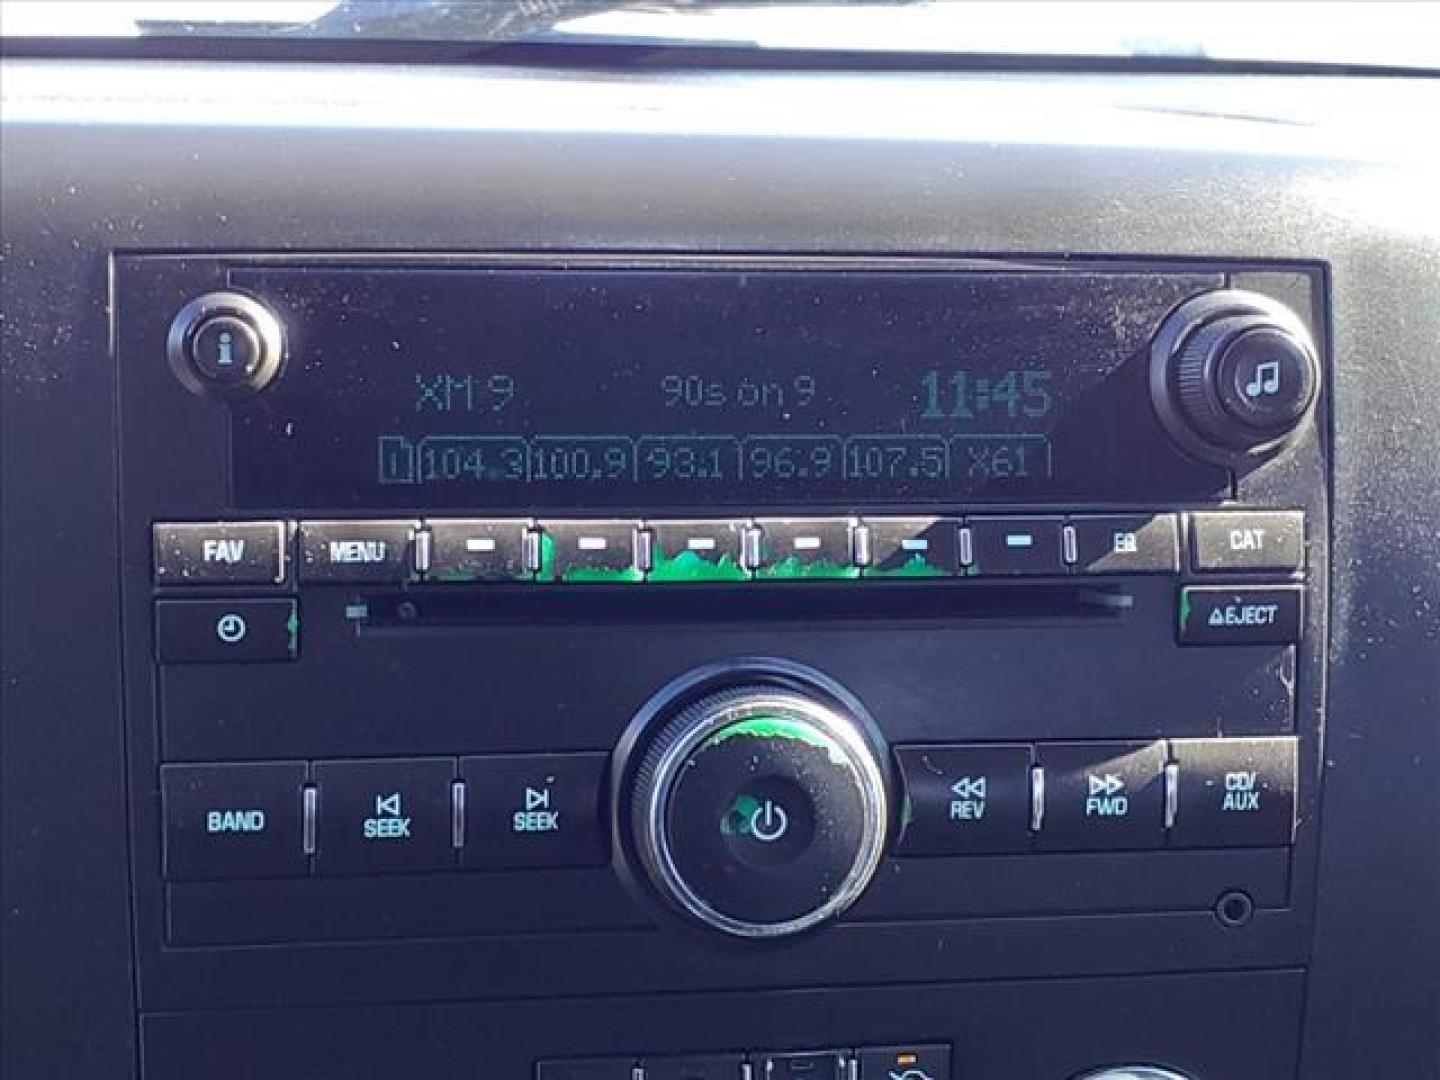 i
XM 9 90s on 9 11:45
1 104.3 100.9 93.1 96.9 107.5 X61
FAV MENU EQ CAT
EJECT
BAND SEEK SEEK REV FWD CD/
AUX